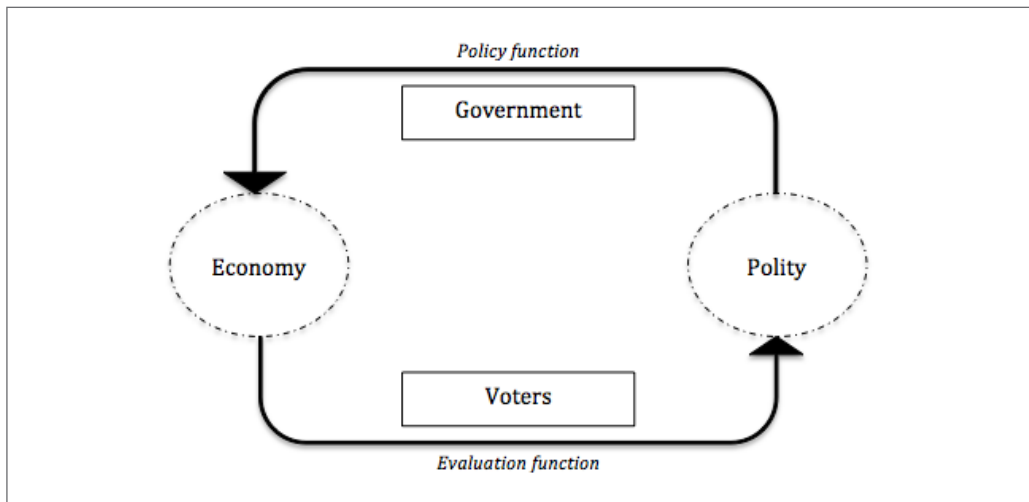 Policy function
Government
Economy
Polity
Voters
Evaluation function